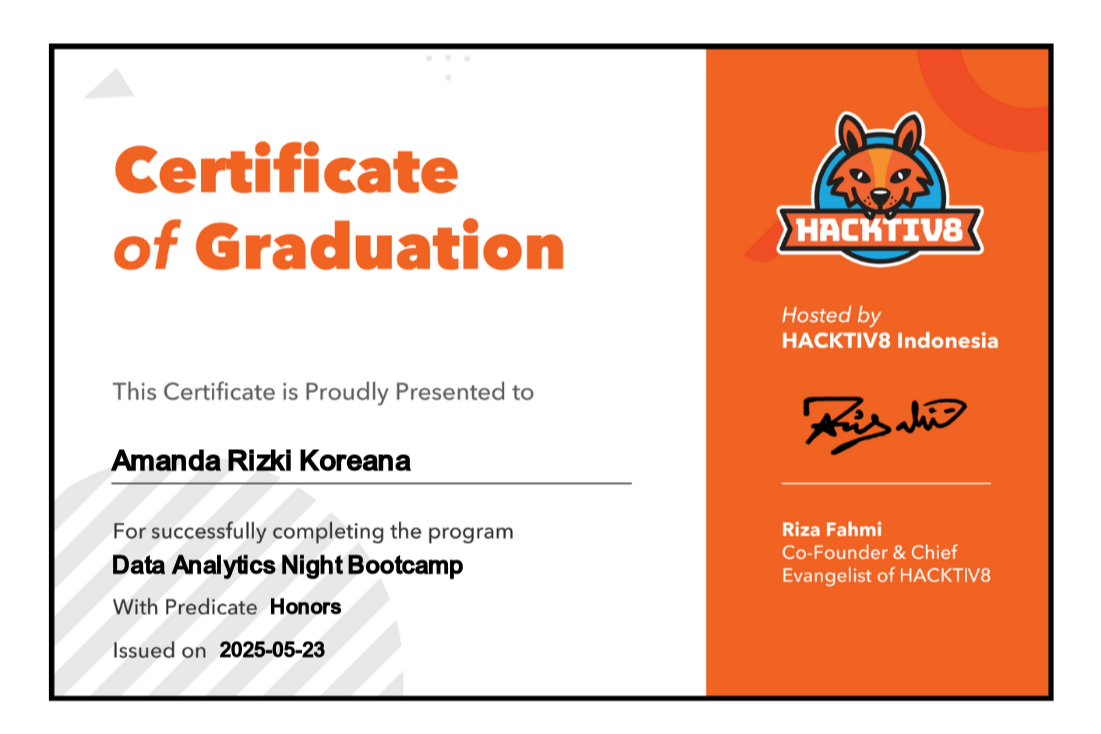 Certificate
of Graduation
This Certificate is Proudly Presented to
Amanda Rizki Koreana
For successfully completing the program
Data Analytics Night Bootcamp
With Predicate Honors
Issued on 2025-05-23
HACKTIV8
Hosted by
HACKTIV8 Indonesia
Riza Fahmi
Co-Founder & Chief
Evangelist of HACKTIV8